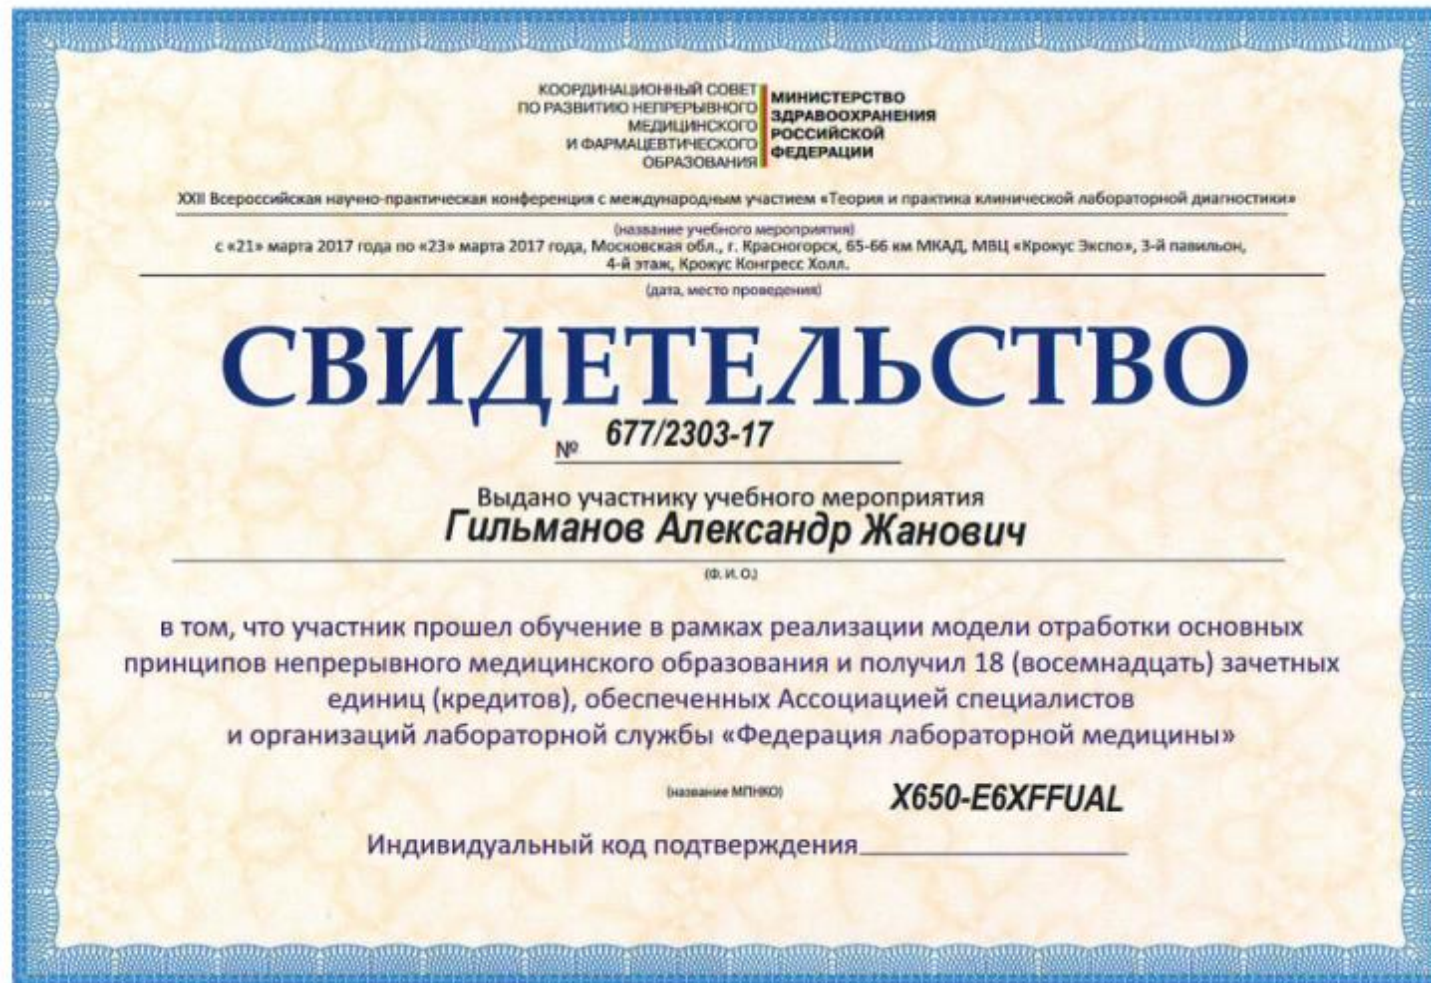 КООРДИНАЦИОННЫЙ СОВЕТ
ПО РАЗВИТИЮ НЕПРЕРЫВНОГО
МЕДИЦИНСКОГО
И ФАРМАЦЕВТИЧЕСКОГО
ОБРАЗОВАНИЯ
МИНИСТЕРСТВО
ЗДРАВООХРАНЕНИЯ
РОССИЙСКОЙ
ФЕДЕРАЦИИ
XXII Всероссийская научно-практическая конференция с международным участием «Теория и практика клинической лабораторной диагностики»
(название учебного мероприятия)
с «21» марта 2017 года по «23» марта 2017 года, Московская обл., г. Красногорск, 65-66 км МКАД, МВЦ «Крокус Экспо», 3-й павильон,
4-й этаж, Крокус Конгресс Холл.
(дата, место проведения)
СВИДЕТЕЛЬСТВО
№ 677/2303-17
Выдано участнику учебного мероприятия
Гильманов Александр Жанович
(Ф. И. О.)
в том, что участник прошел обучение в рамках реализации модели отработки основных
принципов непрерывного медицинского образования и получил 18 (восемнадцать) зачетных
единиц (кредитов), обеспеченных Ассоциацией специалистов
и организаций лабораторной службы «Федерация лабораторной медицины»
(название МПНКО)
X650-E6XFFUAL
Индивидуальный код подтверждения